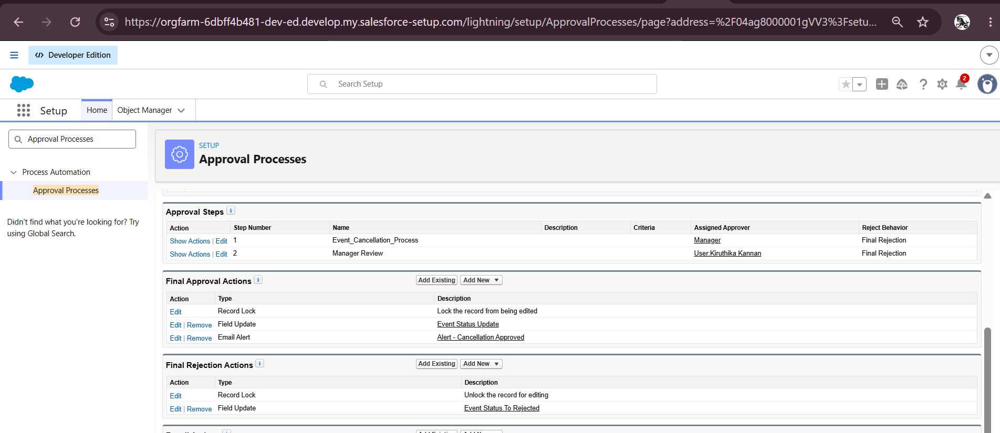 https://orgfarm-6dbff4b481-dev-ed.develop.my.salesforce-setup.com/lightning/setup/ApprovalProcesses/page?address=%2F04ag8000001gVV3%3Fsetu...
Developer Edition
Search Setup
2
Setup
Home
Object Manager
Approval Processes
Process Automation
Approval Processes
Didn't find what you're looking for? Try
using Global Search.
SETUP
Approval Processes
Approval Steps
Action Step Number Name Description Criteria Assigned Approver Reject Behavior
Show Actions | Edit 1 Event_Cancellation_Process Manager Final Rejection
Show Actions | Edit 2 Manager Review User:Kiruthika Kannan Final Rejection
Final Approval Actions Add Existing Add New
Action Type Description
Edit Record Lock Lock the record from being edited
Edit | Remove Field Update Event Status Update
Edit | Remove Email Alert Alert - Cancellation Approved
Final Rejection Actions Add Existing Add New
Action Type Description
Edit Record Lock Unlock the record for editing
Edit | Remove Field Update Event Status To Rejected